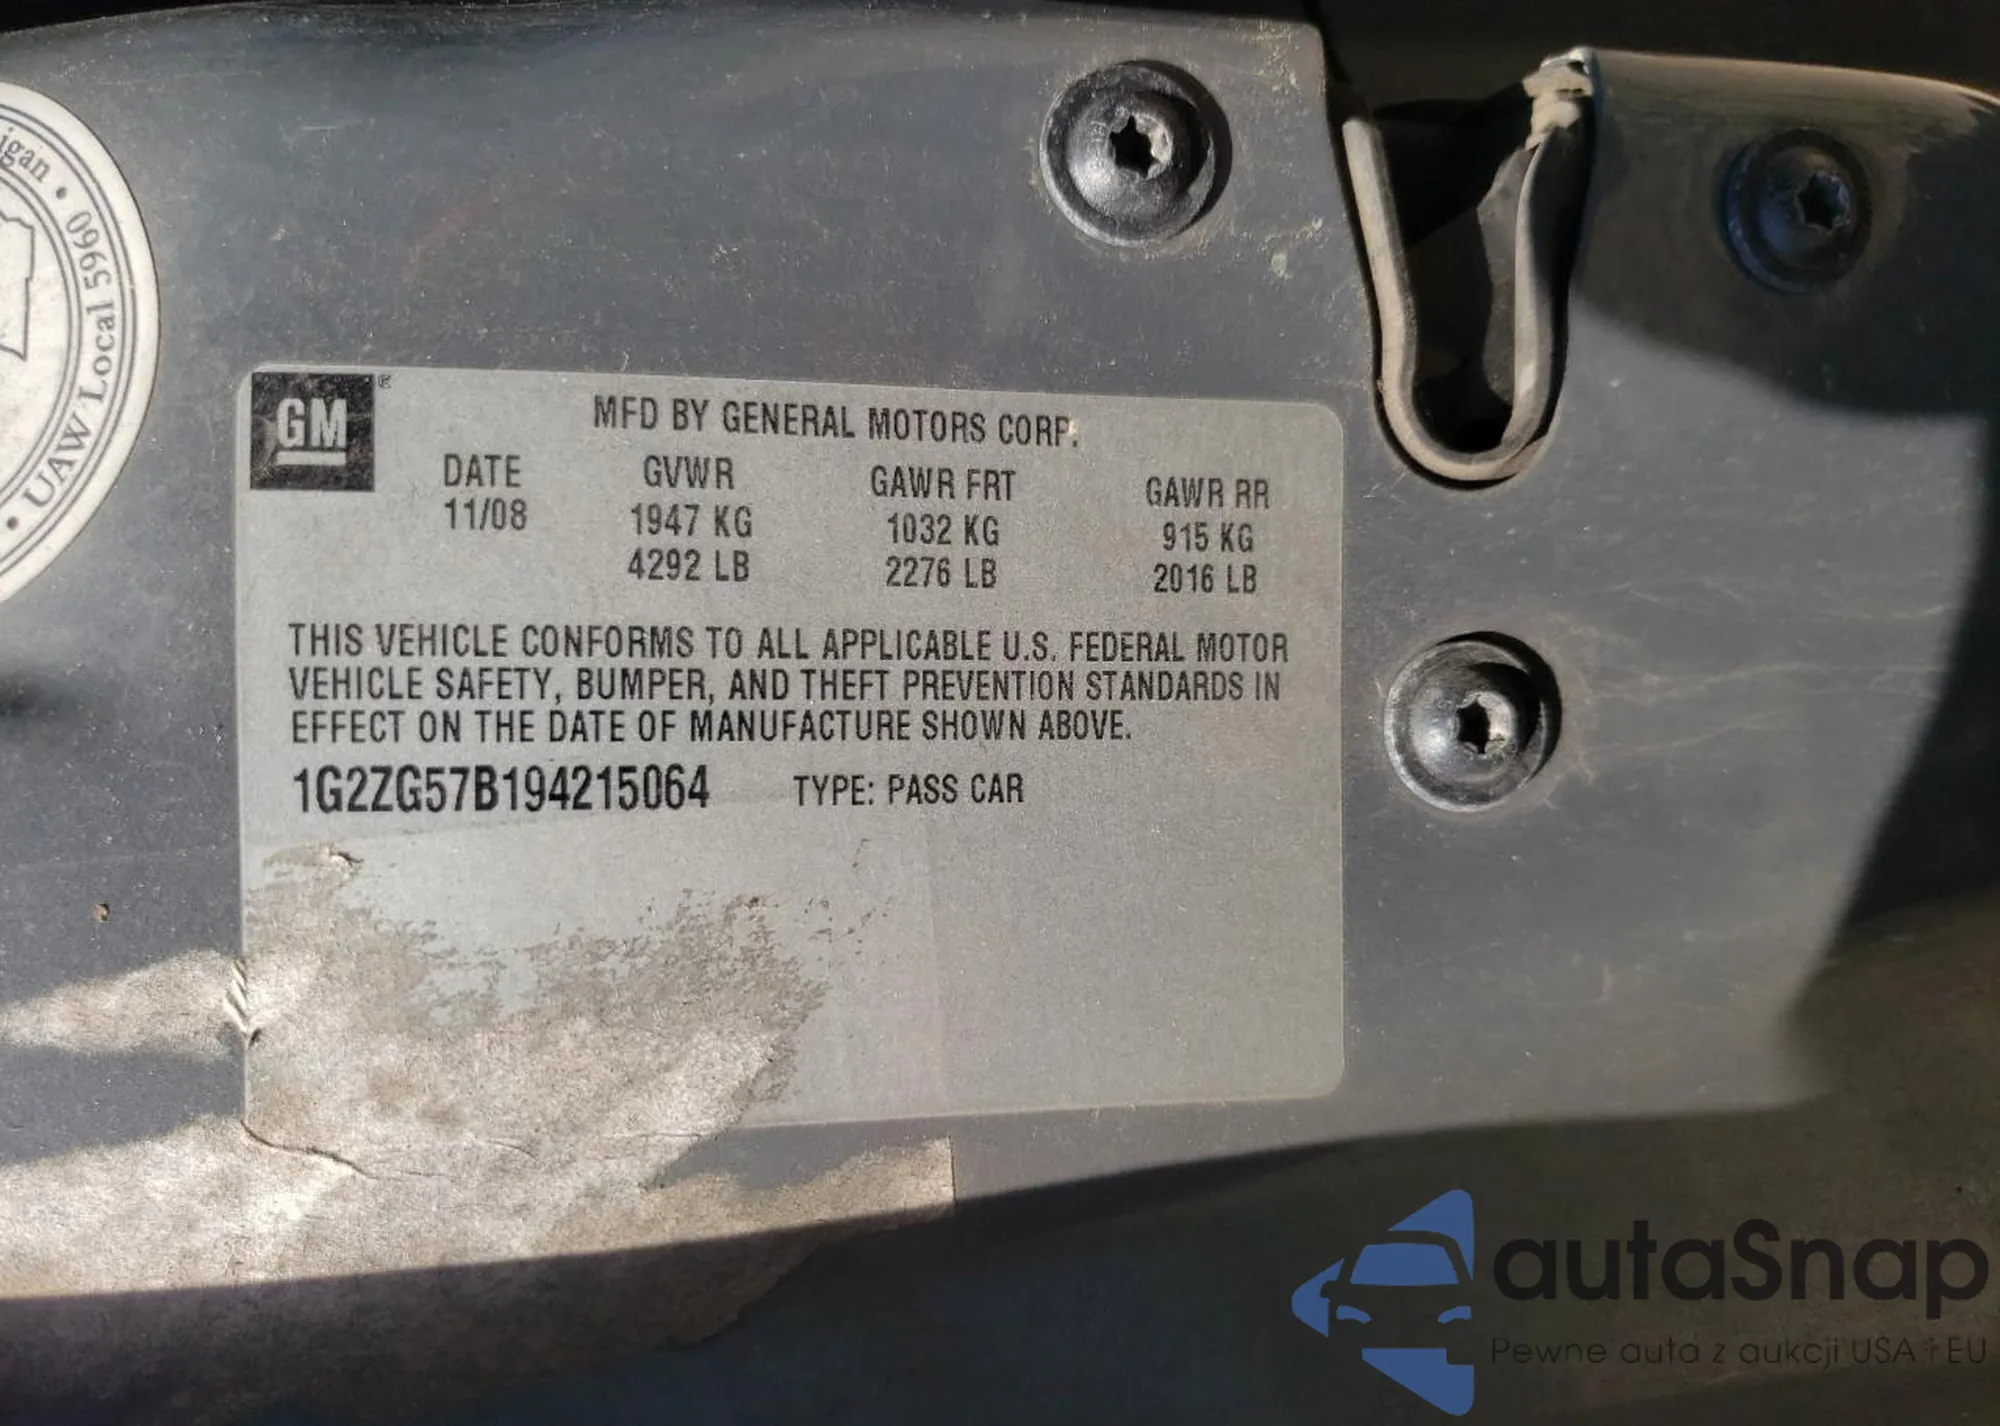 igan • UAW Local 5960 •
GM
MFD BY GENERAL MOTORS CORP.
DATE GVWR GAWR FRT GAWR RR
11/08 1947 KG 1032 KG 915 KG
4292 LB 2276 LB 2016 LB
THIS VEHICLE CONFORMS TO ALL APPLICABLE U.S. FEDERAL MOTOR
VEHICLE SAFETY, BUMPER, AND THEFT PREVENTION STANDARDS IN
EFFECT ON THE DATE OF MANUFACTURE SHOWN ABOVE.
1G2ZG57B194215064 TYPE: PASS CAR
autaSnap
Pewne auta z aukcji USA + EU